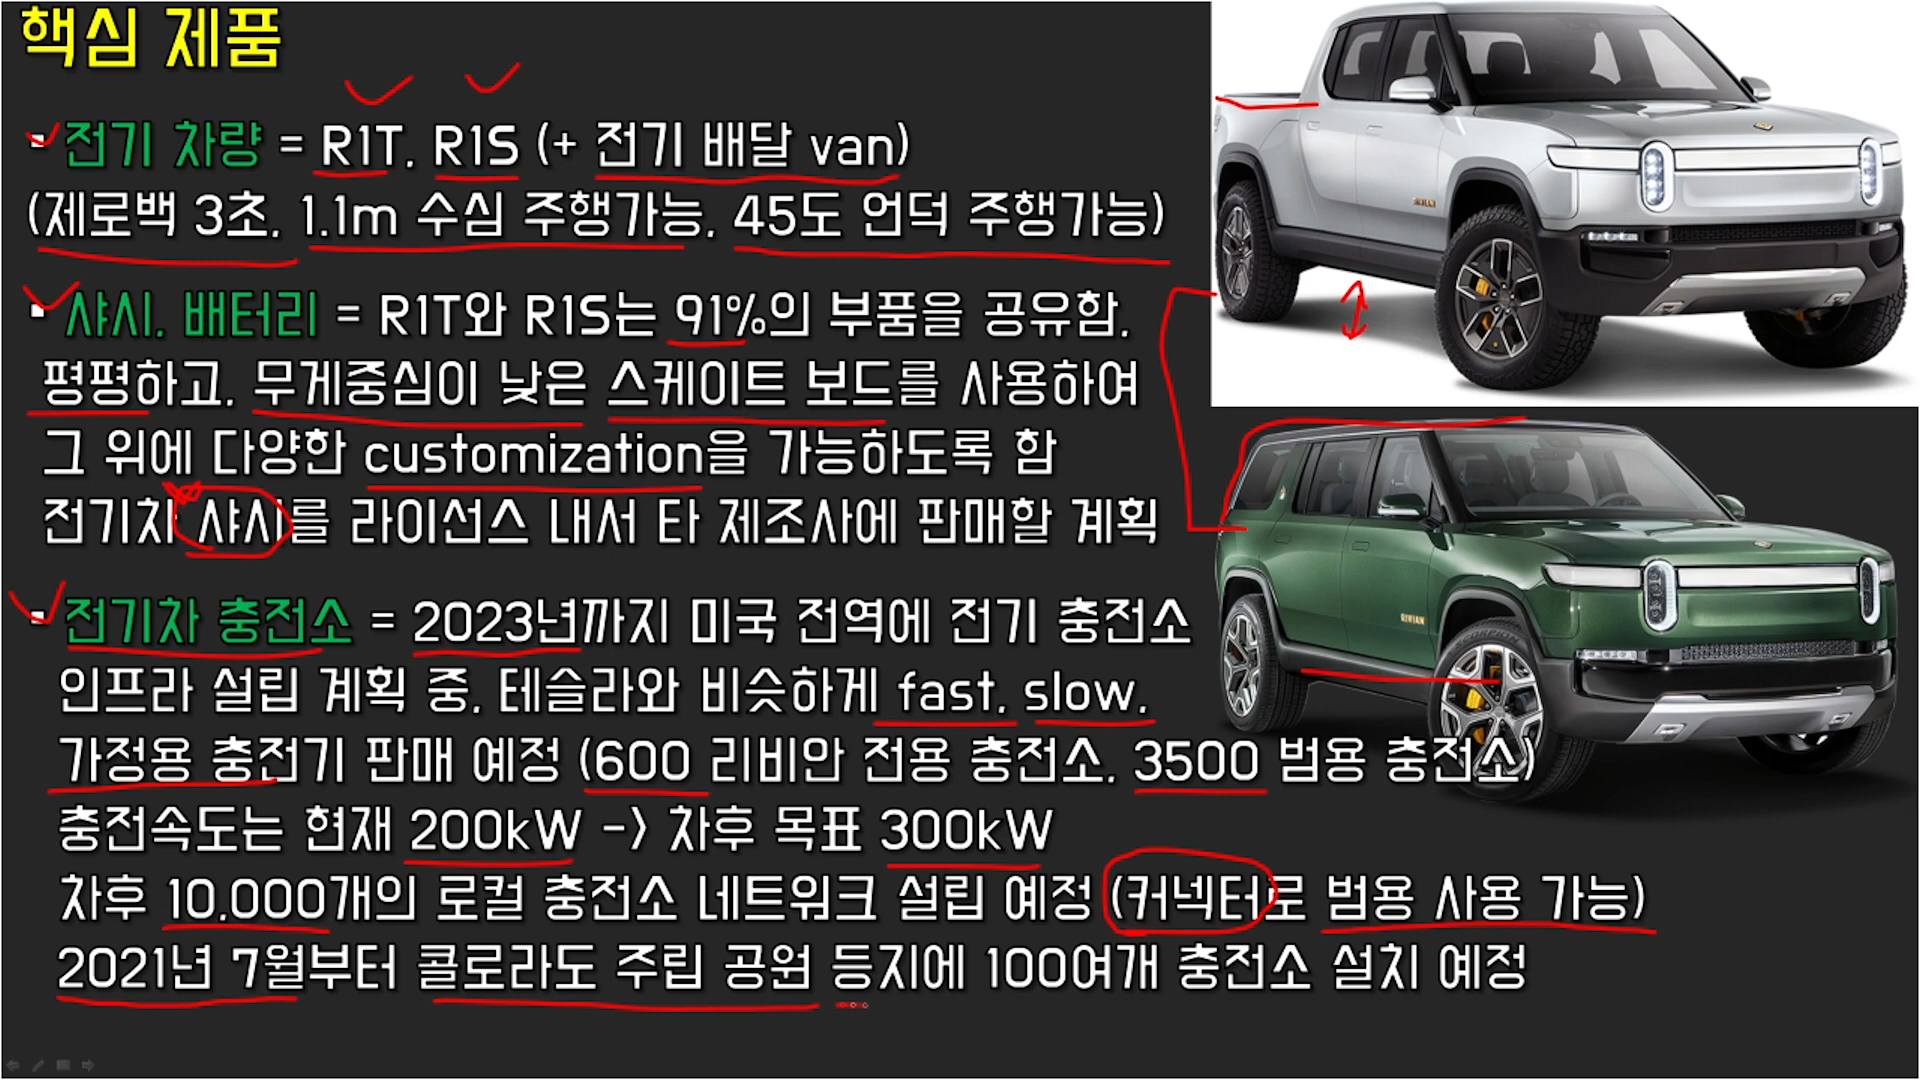 핵심 제품
▪ 전기 차량 = R1T, R1S (+ 전기 배달 van)
(제로백 3초, 1.1m 수심 주행가능, 45도 언덕 주행가능)
▪ 샤시, 배터리 = R1T와 R1S는 91%의 부품을 공유함,
평평하고, 무게중심이 낮은 스케이트 보드를 사용하여
그 위에 다양한 customization을 가능하도록 함
전기차 샤시를 라이선스 내서 타 제조사에 판매할 계획
▪ 전기차 충전소 = 2023년까지 미국 전역에 전기 충전소
인프라 설립 계획 중, 테슬라와 비슷하게 fast, slow,
가정용 충전기 판매 예정 (600 리비안 전용 충전소, 3500 범용 충전소)
충전속도는 현재 200kW -> 차후 목표 300kW
차후 10,000개의 로컬 충전소 네트워크 설립 예정 (커넥터로 범용 사용 가능)
2021년 7월부터 콜로라도 주립 공원 등지에 100여개 충전소 설치 예정
RIVIAN
RIVIAN